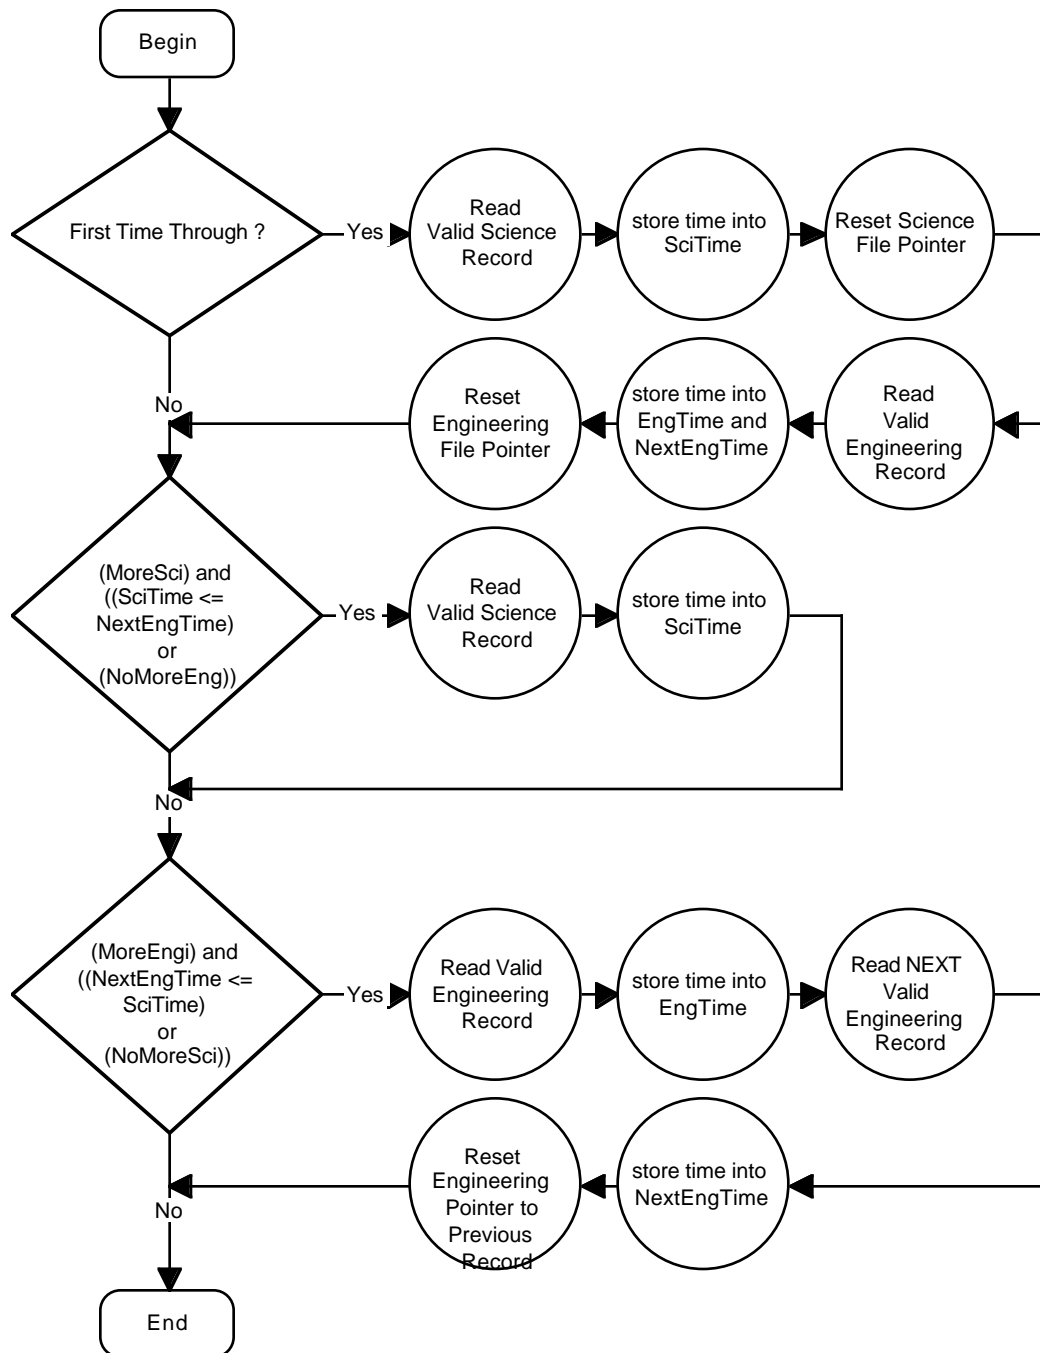 Begin
First Time Through ?
Yes
Read
Valid Science
Record
store time into
SciTime
Reset Science
File Pointer
No
Reset
Engineering
File Pointer
store time into
EngTime and
NextEngTime
Read
Valid
Engineering
Record
(MoreSci) and
((SciTime <=
NextEngTime)
or
(NoMoreEng))
Yes
Read
Valid Science
Record
store time into
SciTime
No
(MoreEngi) and
((NextEngTime <=
SciTime)
or
(NoMoreSci))
Yes
Read Valid
Engineering
Record
store time into
EngTime
Read NEXT
Valid
Engineering
Record
Reset
Engineering
Pointer to
Previous
Record
store time into
NextEngTime
No
End